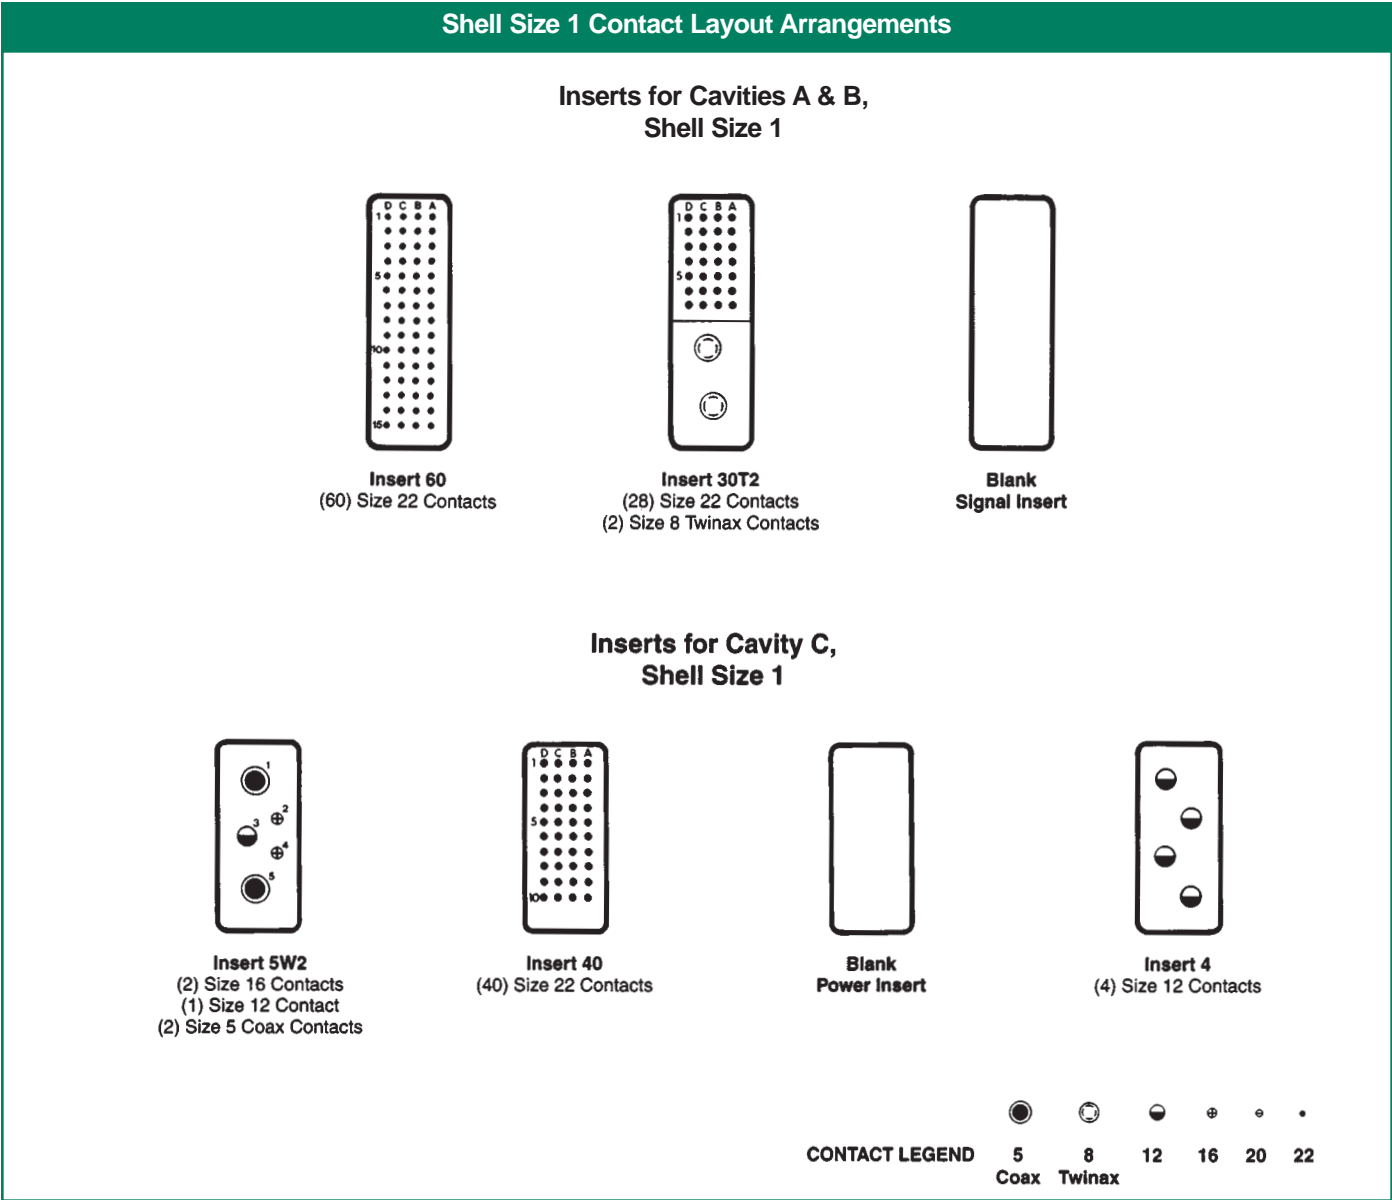 Shell Size 1 Contact Layout Arrangements
Inserts for Cavities A & B,
Shell Size 1
D C B A
1
5
10
15
Insert 60
(60) Size 22 Contacts
D C B A
1
5
Insert 30T2
(28) Size 22 Contacts
(2) Size 8 Twinax Contacts
Blank
Signal Insert
Inserts for Cavity C,
Shell Size 1
1
2
3
4
5
Insert 5W2
(2) Size 16 Contacts
(1) Size 12 Contact
(2) Size 5 Coax Contacts
D C B A
1
5
10
Insert 40
(40) Size 22 Contacts
Blank
Power Insert
Insert 4
(4) Size 12 Contacts
CONTACT LEGEND 5 8 12 16 20 22
Coax Twinax